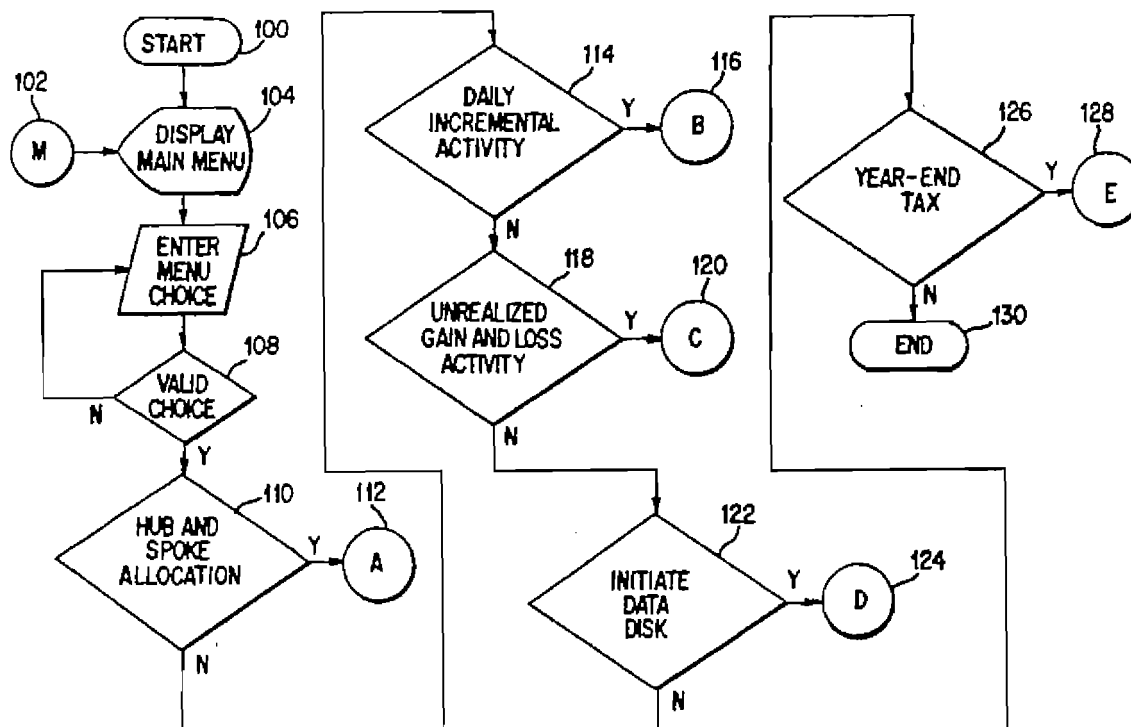 START
100
102
M
104
DISPLAY
MAIN MENU
106
ENTER
MENU
CHOICE
108
VALID
CHOICE
N
Y
110
HUB AND
SPOKE
ALLOCATION
Y
112
A
N
114
DAILY
INCREMENTAL
ACTIVITY
Y
116
B
N
118
UNREALIZED
GAIN AND LOSS
ACTIVITY
Y
120
C
N
122
INITIATE
DATA
DISK
Y
124
D
N
126
YEAR-END
TAX
Y
128
E
N
130
END